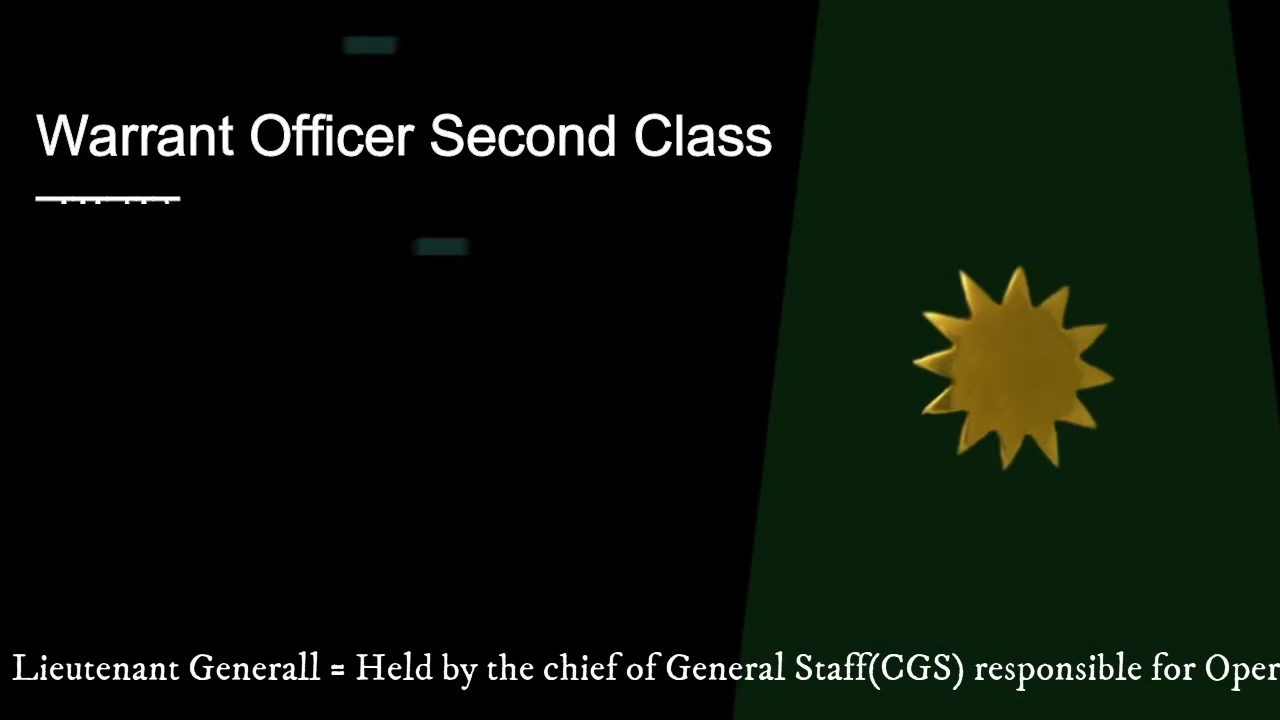 Warrant Officer Second Class
Lieutenant Generall = Held by the chief of General Staff(CGS) responsible for Oper